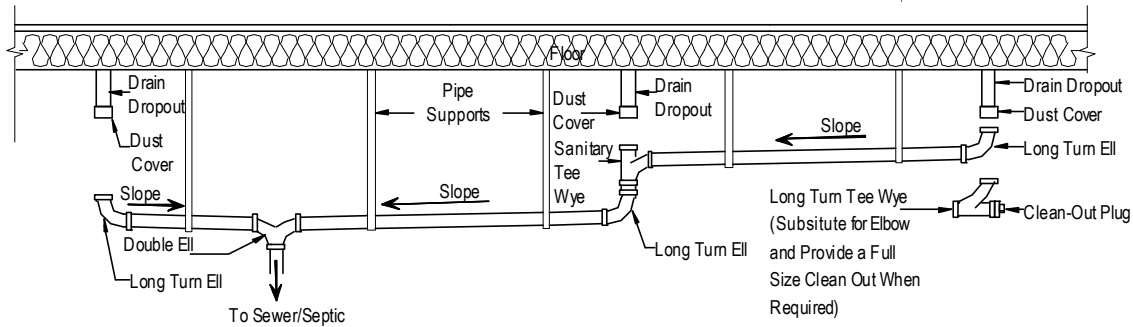 Floor
Drain
Dropout
Dust
Cover
Pipe
Supports
Dust
Cover
Sanitary
Tee
Wye
Drain
Dropout
Slope
Drain Dropout
Dust Cover
Long Turn Ell
Slope
Slope
Double Ell
Long Turn Ell
To Sewer/Septic
Long Turn Ell
Long Turn Tee Wye
(Subsitute for Elbow
and Provide a Full
Size Clean Out When
Required)
Clean-Out Plug